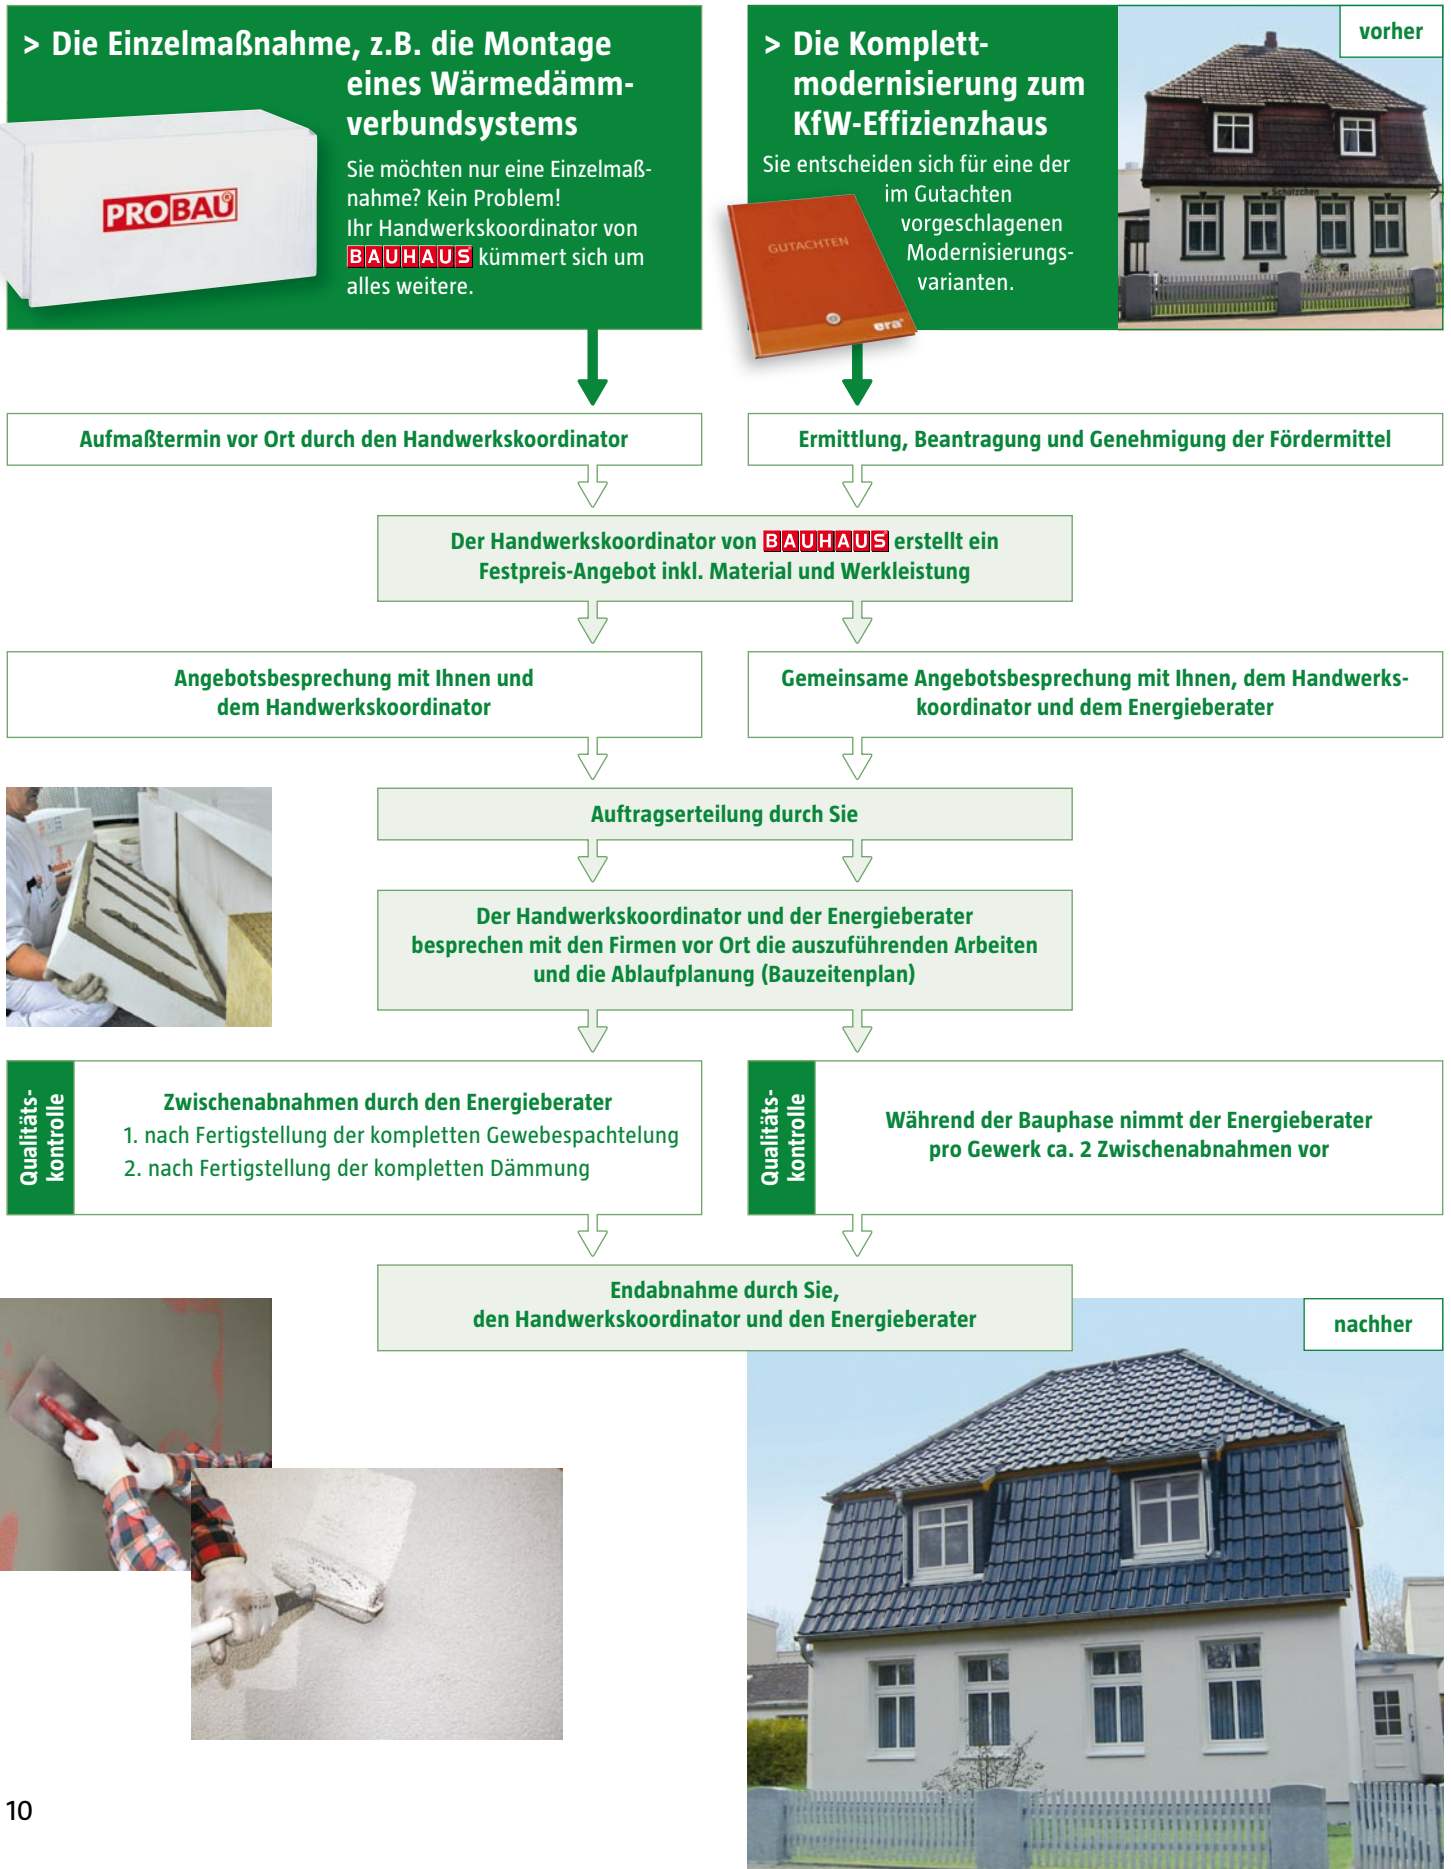 > Die Einzelmaßnahme, z.B. die Montage
eines Wärmedämm-
verbundsystems
PROBAU®
Sie möchten nur eine Einzelmaß-
nahme? Kein Problem!
Ihr Handwerkskoordinator von
BAUHAUS kümmert sich um
alles weitere.
> Die Komplett-
modernisierung zum
KfW-Effizienzhaus
Sie entscheiden sich für eine der
im Gutachten
vorgeschlagenen
Modernisierungs-
varianten.
GUTACHTEN
era
vorher
Schätzchen
Aufmaßtermin vor Ort durch den Handwerkskoordinator
Ermittlung, Beantragung und Genehmigung der Fördermittel
Der Handwerkskoordinator von BAUHAUS erstellt ein
Festpreis-Angebot inkl. Material und Werkleistung
Angebotsbesprechung mit Ihnen und
dem Handwerkskoordinator
Gemeinsame Angebotsbesprechung mit Ihnen, dem Handwerks-
koordinator und dem Energieberater
Auftragserteilung durch Sie
Der Handwerkskoordinator und der Energieberater
besprechen mit den Firmen vor Ort die auszuführenden Arbeiten
und die Ablaufplanung (Bauzeitenplan)
Qualitäts-
kontrolle
Zwischenabnahmen durch den Energieberater
1. nach Fertigstellung der kompletten Gewebespachtelung
2. nach Fertigstellung der kompletten Dämmung
Qualitäts-
kontrolle
Während der Bauphase nimmt der Energieberater
pro Gewerk ca. 2 Zwischenabnahmen vor
Endabnahme durch Sie,
den Handwerkskoordinator und den Energieberater
nachher
10